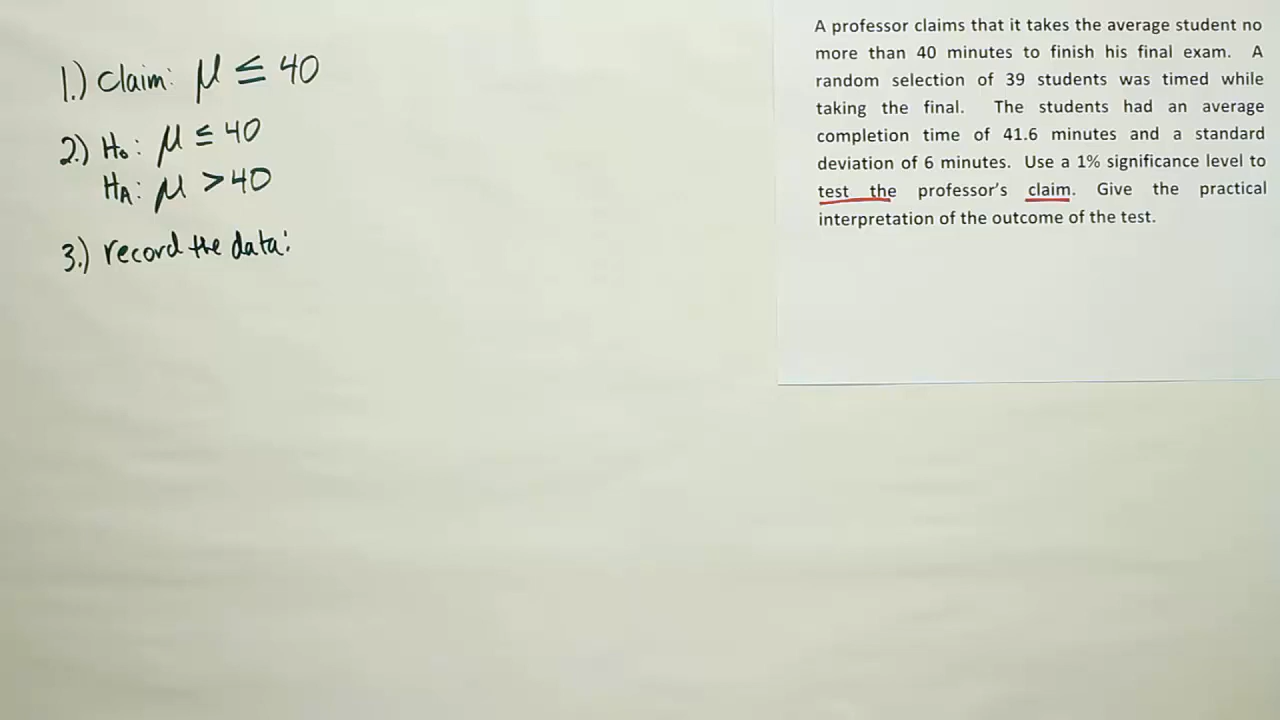 1.) Claim: μ ≤ 40
2.) H₀: μ ≤ 40
H_A: μ > 40
3.) record the data:
A professor claims that it takes the average student no
more than 40 minutes to finish his final exam. A
random selection of 39 students was timed while
taking the final. The students had an average
completion time of 41.6 minutes and a standard
deviation of 6 minutes. Use a 1% significance level to
test the professor's claim. Give the practical
interpretation of the outcome of the test.